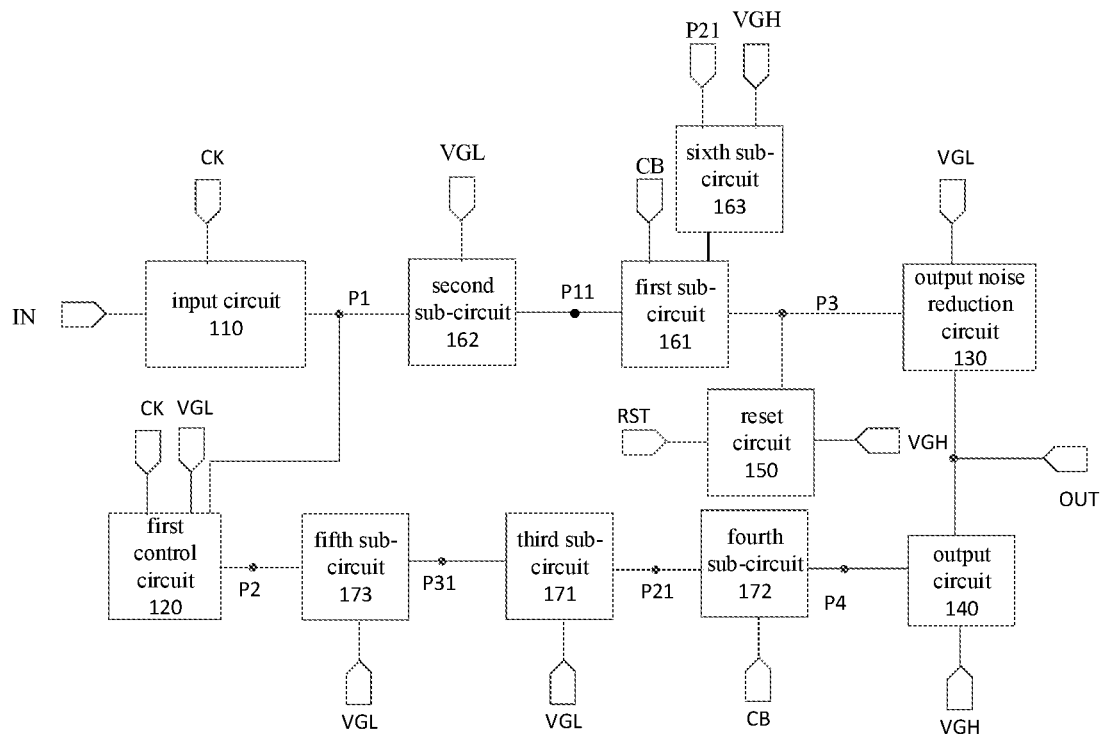 P21
VGH
CK
VGL
CB
sixth sub-
circuit
163
VGL
IN
input circuit
110
P1
second
sub-circuit
162
P11
first sub-
circuit
161
P3
output noise
reduction
circuit
130
CK
VGL
RST
reset
circuit
150
VGH
OUT
first
control
circuit
120
P2
fifth sub-
circuit
173
P31
third sub-
circuit
171
P21
fourth
sub-circuit
172
P4
output
circuit
140
VGL
VGL
CB
VGH